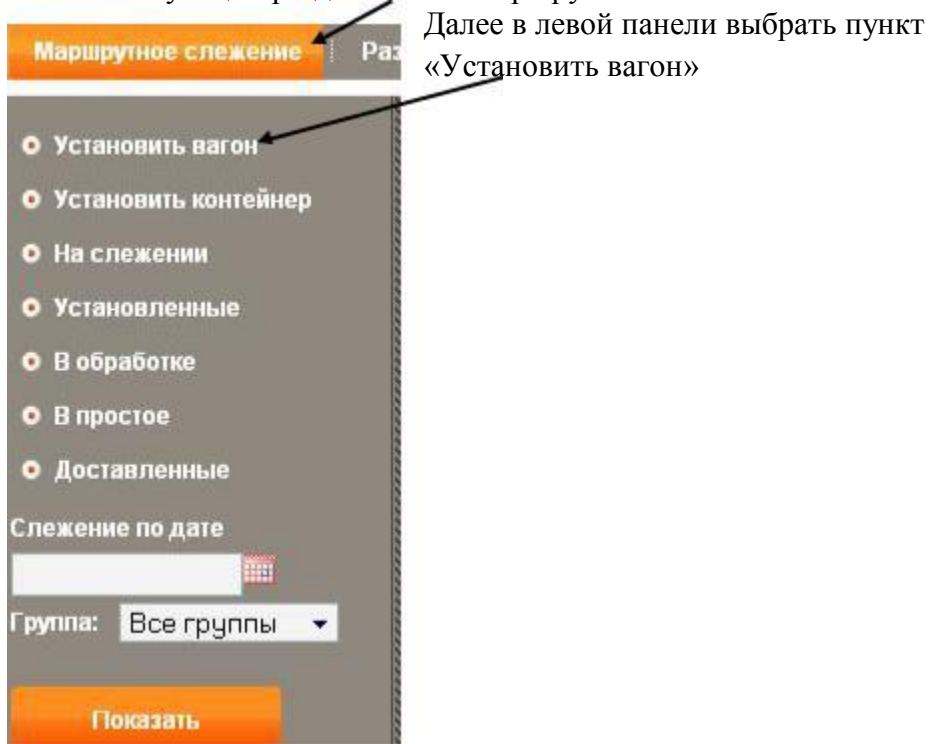 Далее в левой панели выбрать пункт
«Установить вагон»
Маршрутное слежение
Раз
Установить вагон
Установить контейнер
На слежении
Установленные
В обработке
В простое
Доставленные
Слежение по дате
Группа: Все группы
Показать